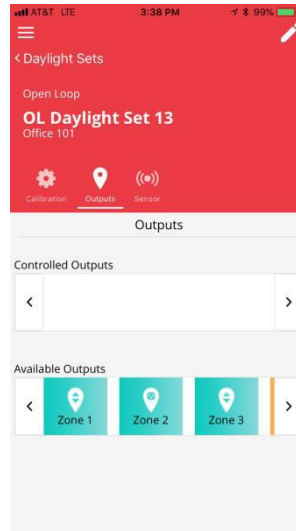 AT&T LTE 3:38 PM 99%
< Daylight Sets
Open Loop
OL Daylight Set 13
Office 101
Calibration Outputs Sensor
Outputs
Controlled Outputs
Available Outputs
Zone 1 Zone 2 Zone 3